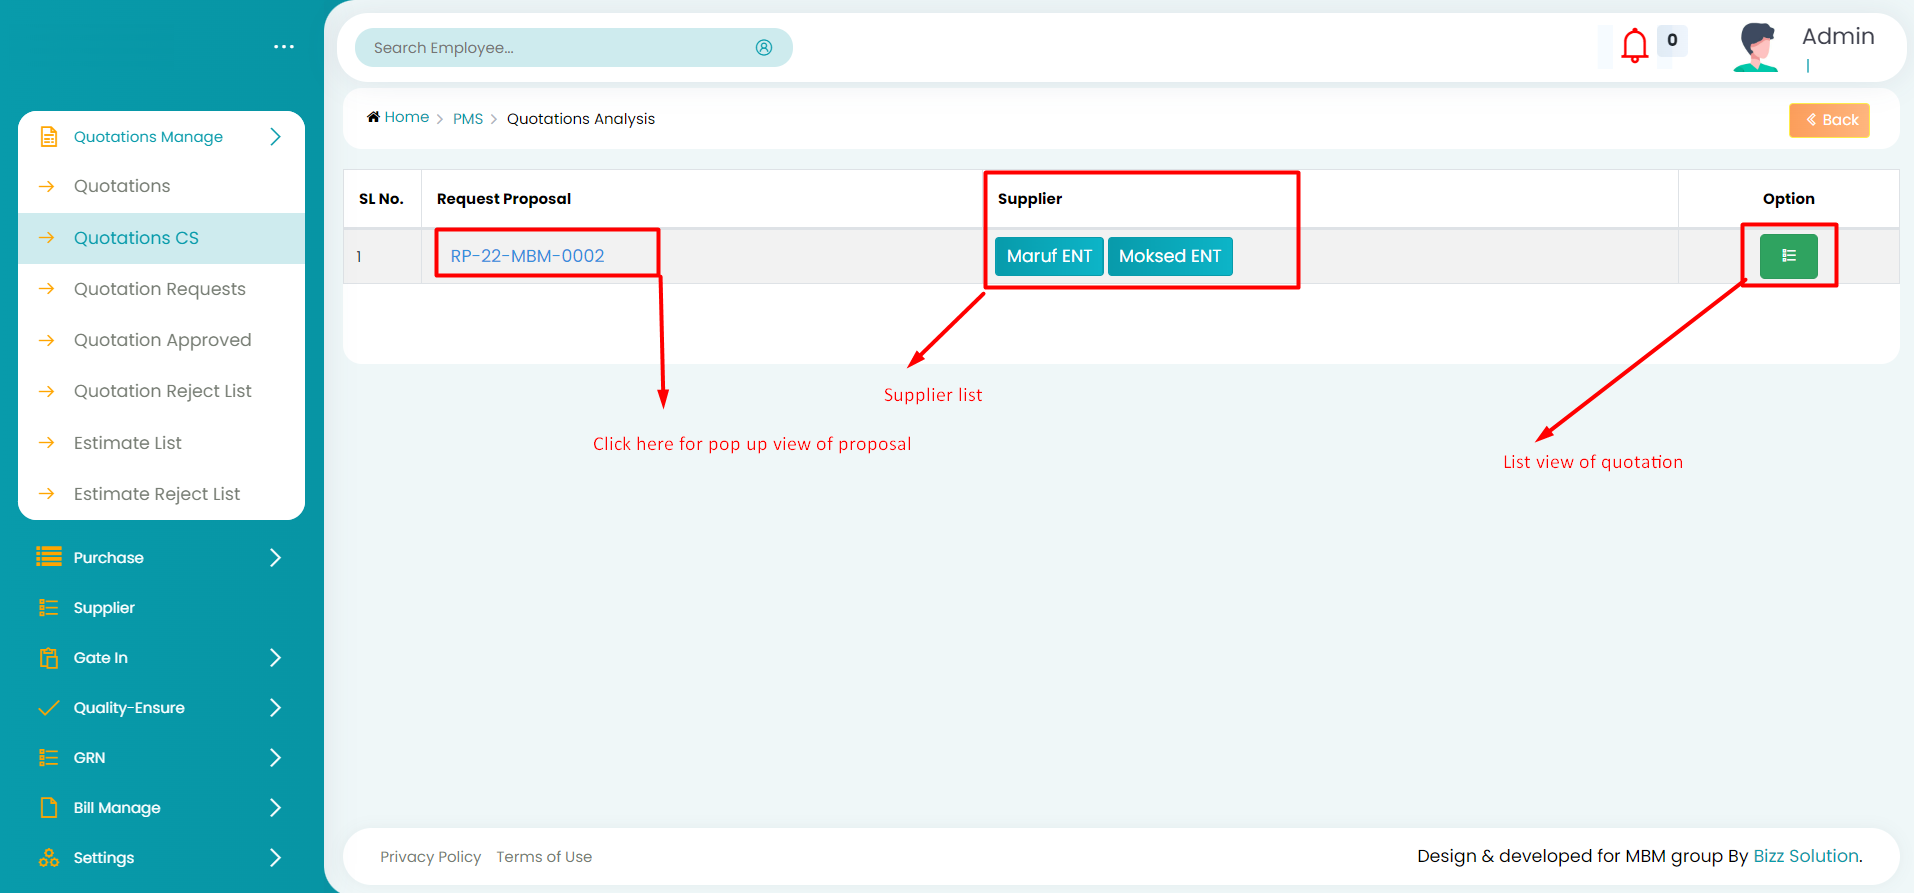 Search Employee...
0
Admin
Quotations Manage
Quotations
Quotations CS
Quotation Requests
Quotation Approved
Quotation Reject List
Estimate List
Estimate Reject List
Purchase
Supplier
Gate In
Quality-Ensure
GRN
Bill Manage
Settings
Home > PMS > Quotations Analysis
Back
SL No. Request Proposal Supplier Option
1 RP-22-MBM-0002 Maruf ENT Moksed ENT
Supplier list
Click here for pop up view of proposal
List view of quotation
Privacy Policy Terms of Use
Design & developed for MBM group By Bizz Solution.